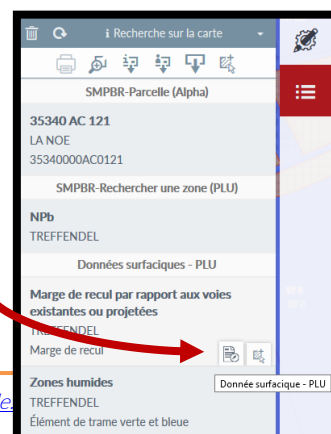 i Recherche sur la carte
SMPBR-Parcelle (Alpha)
35340 AC 121
LA NOE
35340000AC0121
SMPBR-Rechercher une zone (PLU)
NPb
TREFFENDEL
Données surfaciques - PLU
Marge de recul par rapport aux voies
existantes ou projetées
TREFFENDEL
Marge de recul
Donnée surfacique - PLU
Zones humides
TREFFENDEL
Élément de trame verte et bleue